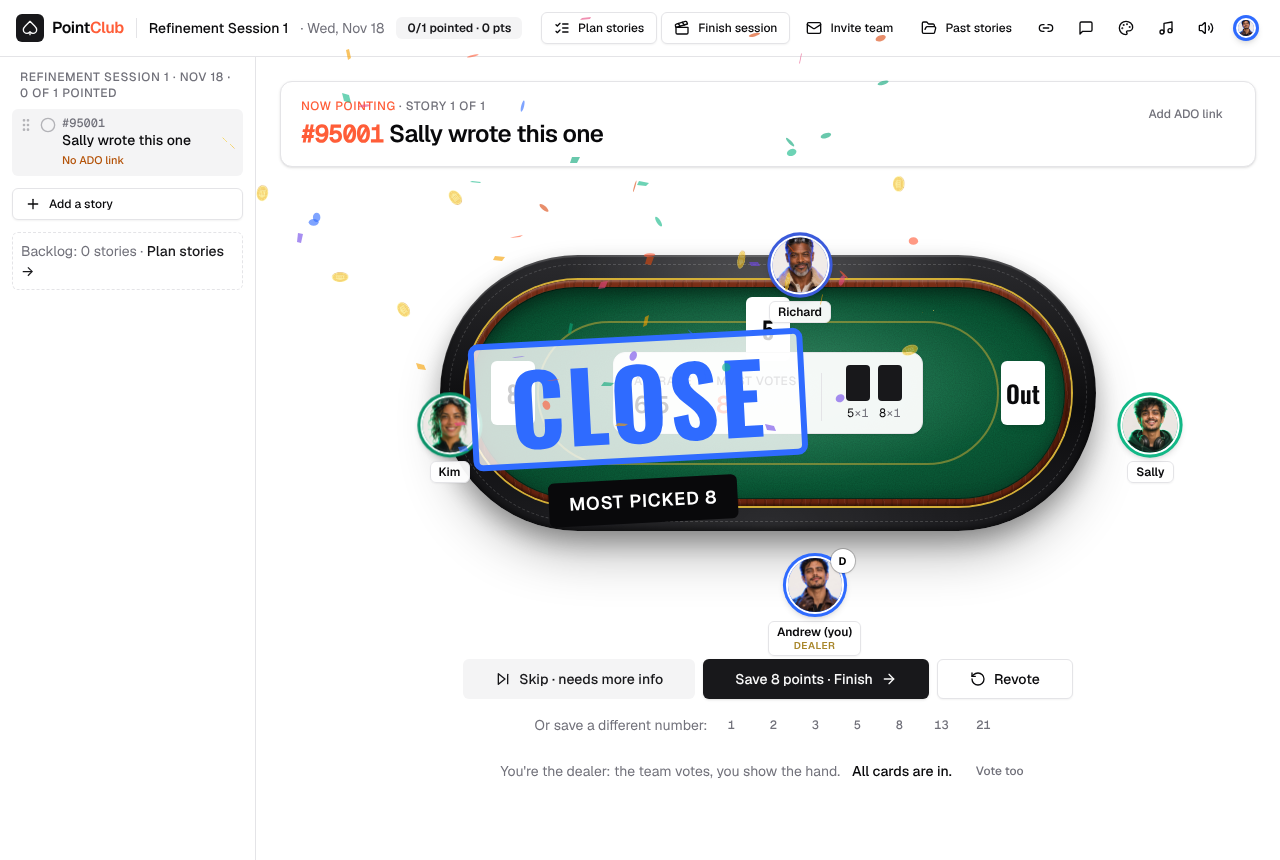 PointClub
Refinement Session 1 · Wed, Nov 18
0/1 pointed · 0 pts
Plan stories
Finish session
Invite team
Past stories
REFINEMENT SESSION 1 · NOV 18 ·
0 OF 1 POINTED
#95001
Sally wrote this one
No ADO link
Add a story
Backlog: 0 stories · Plan stories
→
NOW POINTING · STORY 1 OF 1
#95001 Sally wrote this one
Add ADO link
Richard
5
8
CLOSE
5×1 8×1
Out
Kim
Sally
MOST PICKED 8
D
Andrew (you)
DEALER
Skip · needs more info
Save 8 points · Finish →
Revote
Or save a different number: 1 2 3 5 8 13 21
You're the dealer: the team votes, you show the hand. All cards are in. Vote too